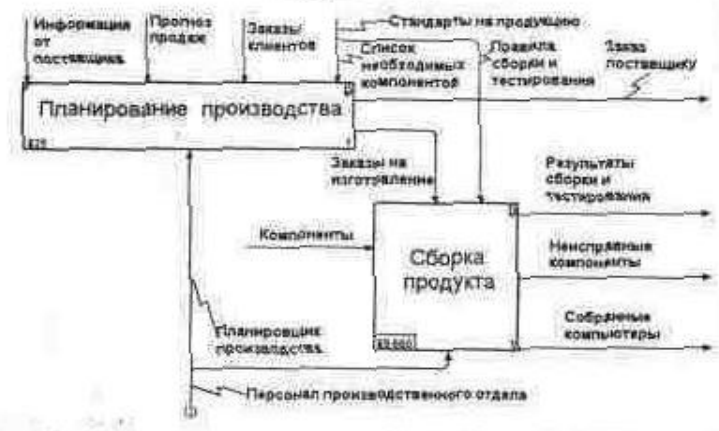 Информация
от
поставщика
Прогноз
продаж
Заказы
клиентов
Стандарты на продукцию
Список
необходимых
компонентов
Правила
сборки и
тестирования
Заказ
поставщику
Планирование производства
Заказы на
изготовление
Результаты
сборки и
тестирования
Компоненты
Сборка
продукта
Неисправные
компоненты
Планировщик
производства
Собранные
компьютеры
Персонал производственного отдела